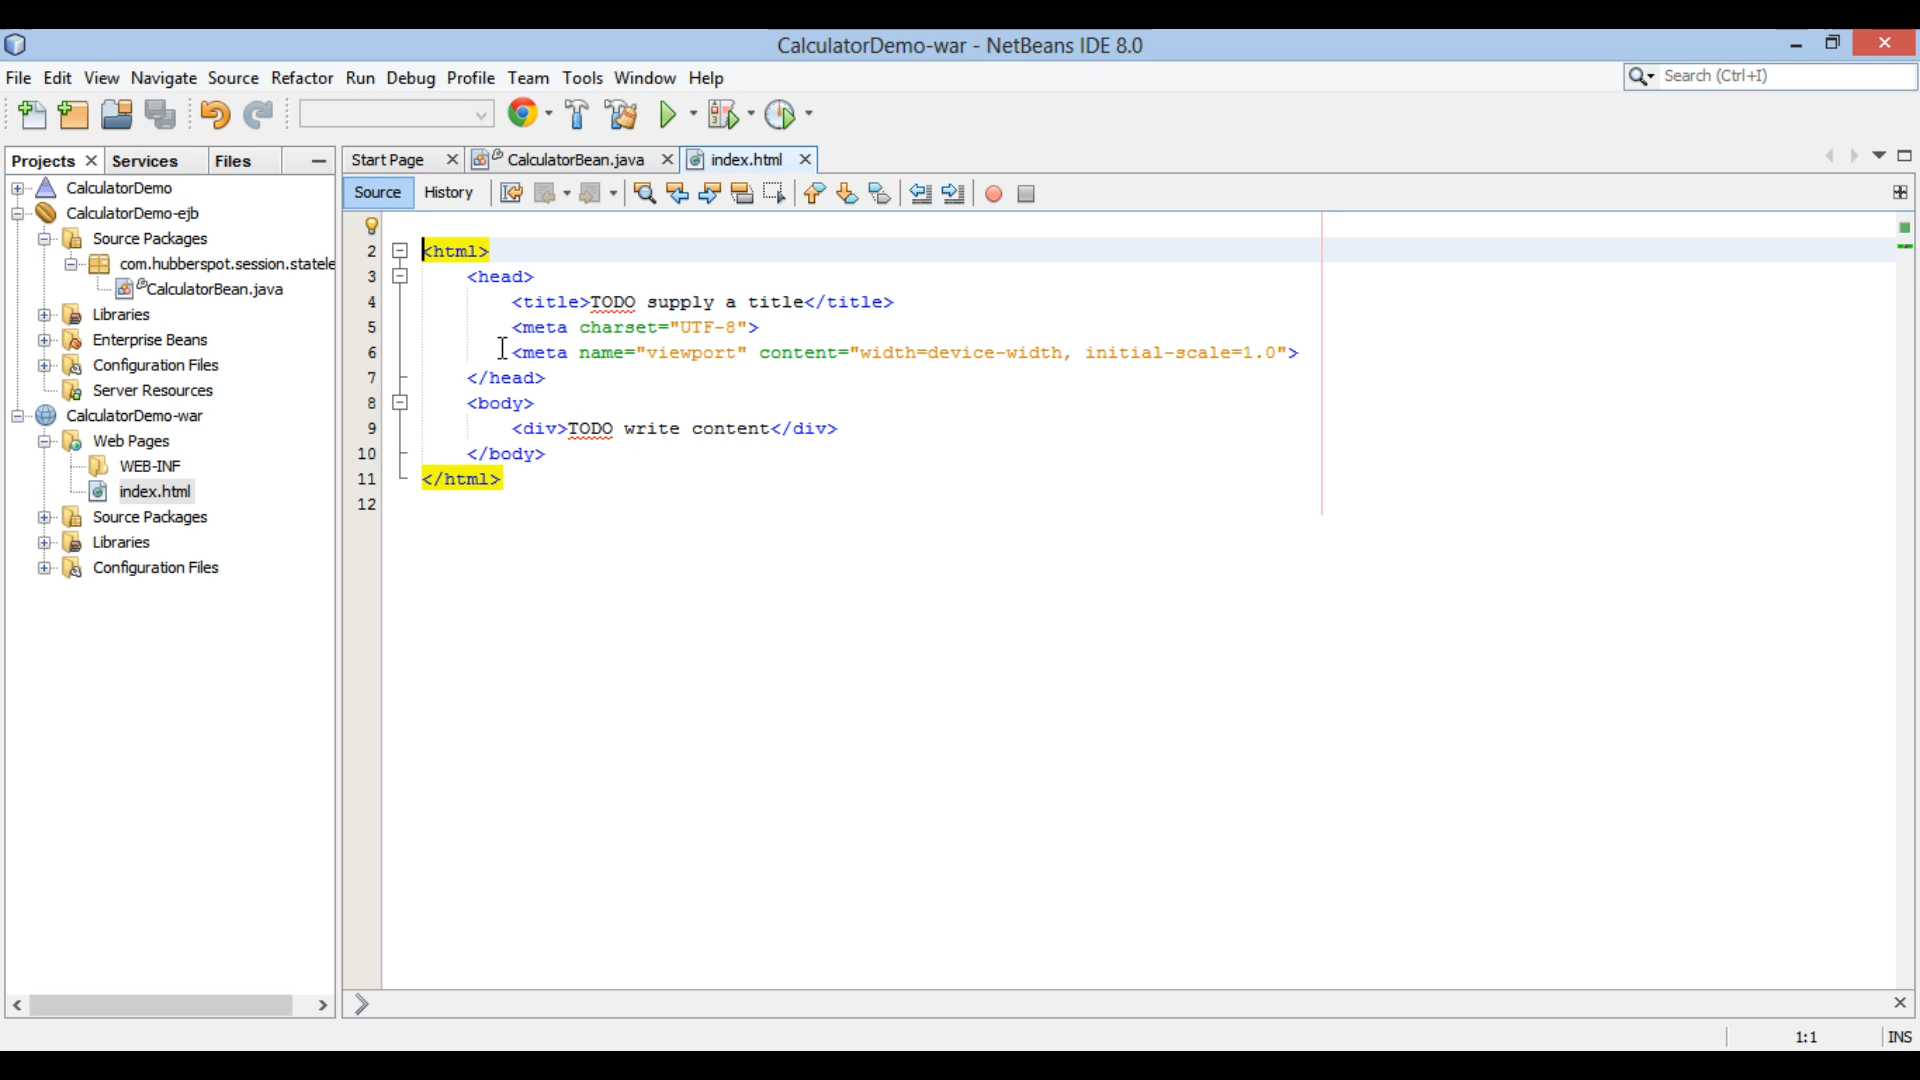 CalculatorDemo-war - NetBeans IDE 8.0
File Edit View Navigate Source Refactor Run Debug Profile Team Tools Window Help
Search (Ctrl+I)
Projects Services Files
Start Page CalculatorBean.java index.html
Source History
CalculatorDemo
CalculatorDemo-ejb
Source Packages
com.hubberspot.session.statele
CalculatorBean.java
Libraries
Enterprise Beans
Configuration Files
Server Resources
CalculatorDemo-war
Web Pages
WEB-INF
index.html
Source Packages
Libraries
Configuration Files
2 <html>
3 <head>
4 <title>TODO supply a title</title>
5 <meta charset="UTF-8">
6 <meta name="viewport" content="width=device-width, initial-scale=1.0">
7 </head>
8 <body>
9 <div>TODO write content</div>
10 </body>
11 </html>
12
1:1 INS